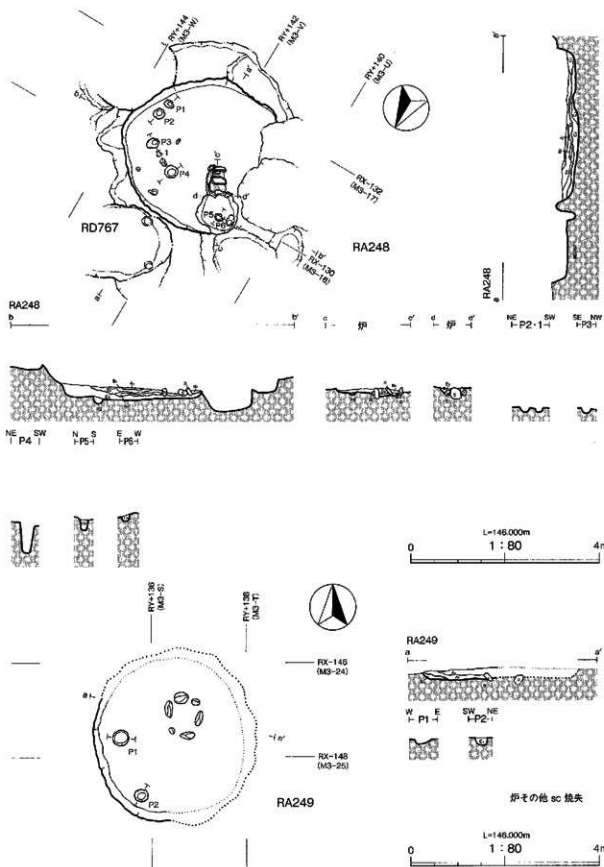 RY+144
(M3-W)
RY+142
(M3-V)
RY+140
(M3-U)
RX-132
(M3-17)
RX-130
(M3-18)
P1
P2
P3
1
P4
P5
P6
a
a'
b
b'
c
c'
d
d'
RD767
RA248
RA248
a
a'
RA248
b
b'
c
炉
c'
d
炉
d'
NE SW
P2・1
SE NW
P3
NE SW
P4
N S
P5
E W
P6
L=146.000m
1:80
0
4m
RY+136
(M3-S)
RY+138
(M3-T)
RX-146
(M3-24)
RX-148
(M3-25)
a
a'
P1
P2
RA249
RA249
a
a'
W E
P1
SW NE
P2
炉その他 sc 焼失
L=146.000m
1:80
0
4m